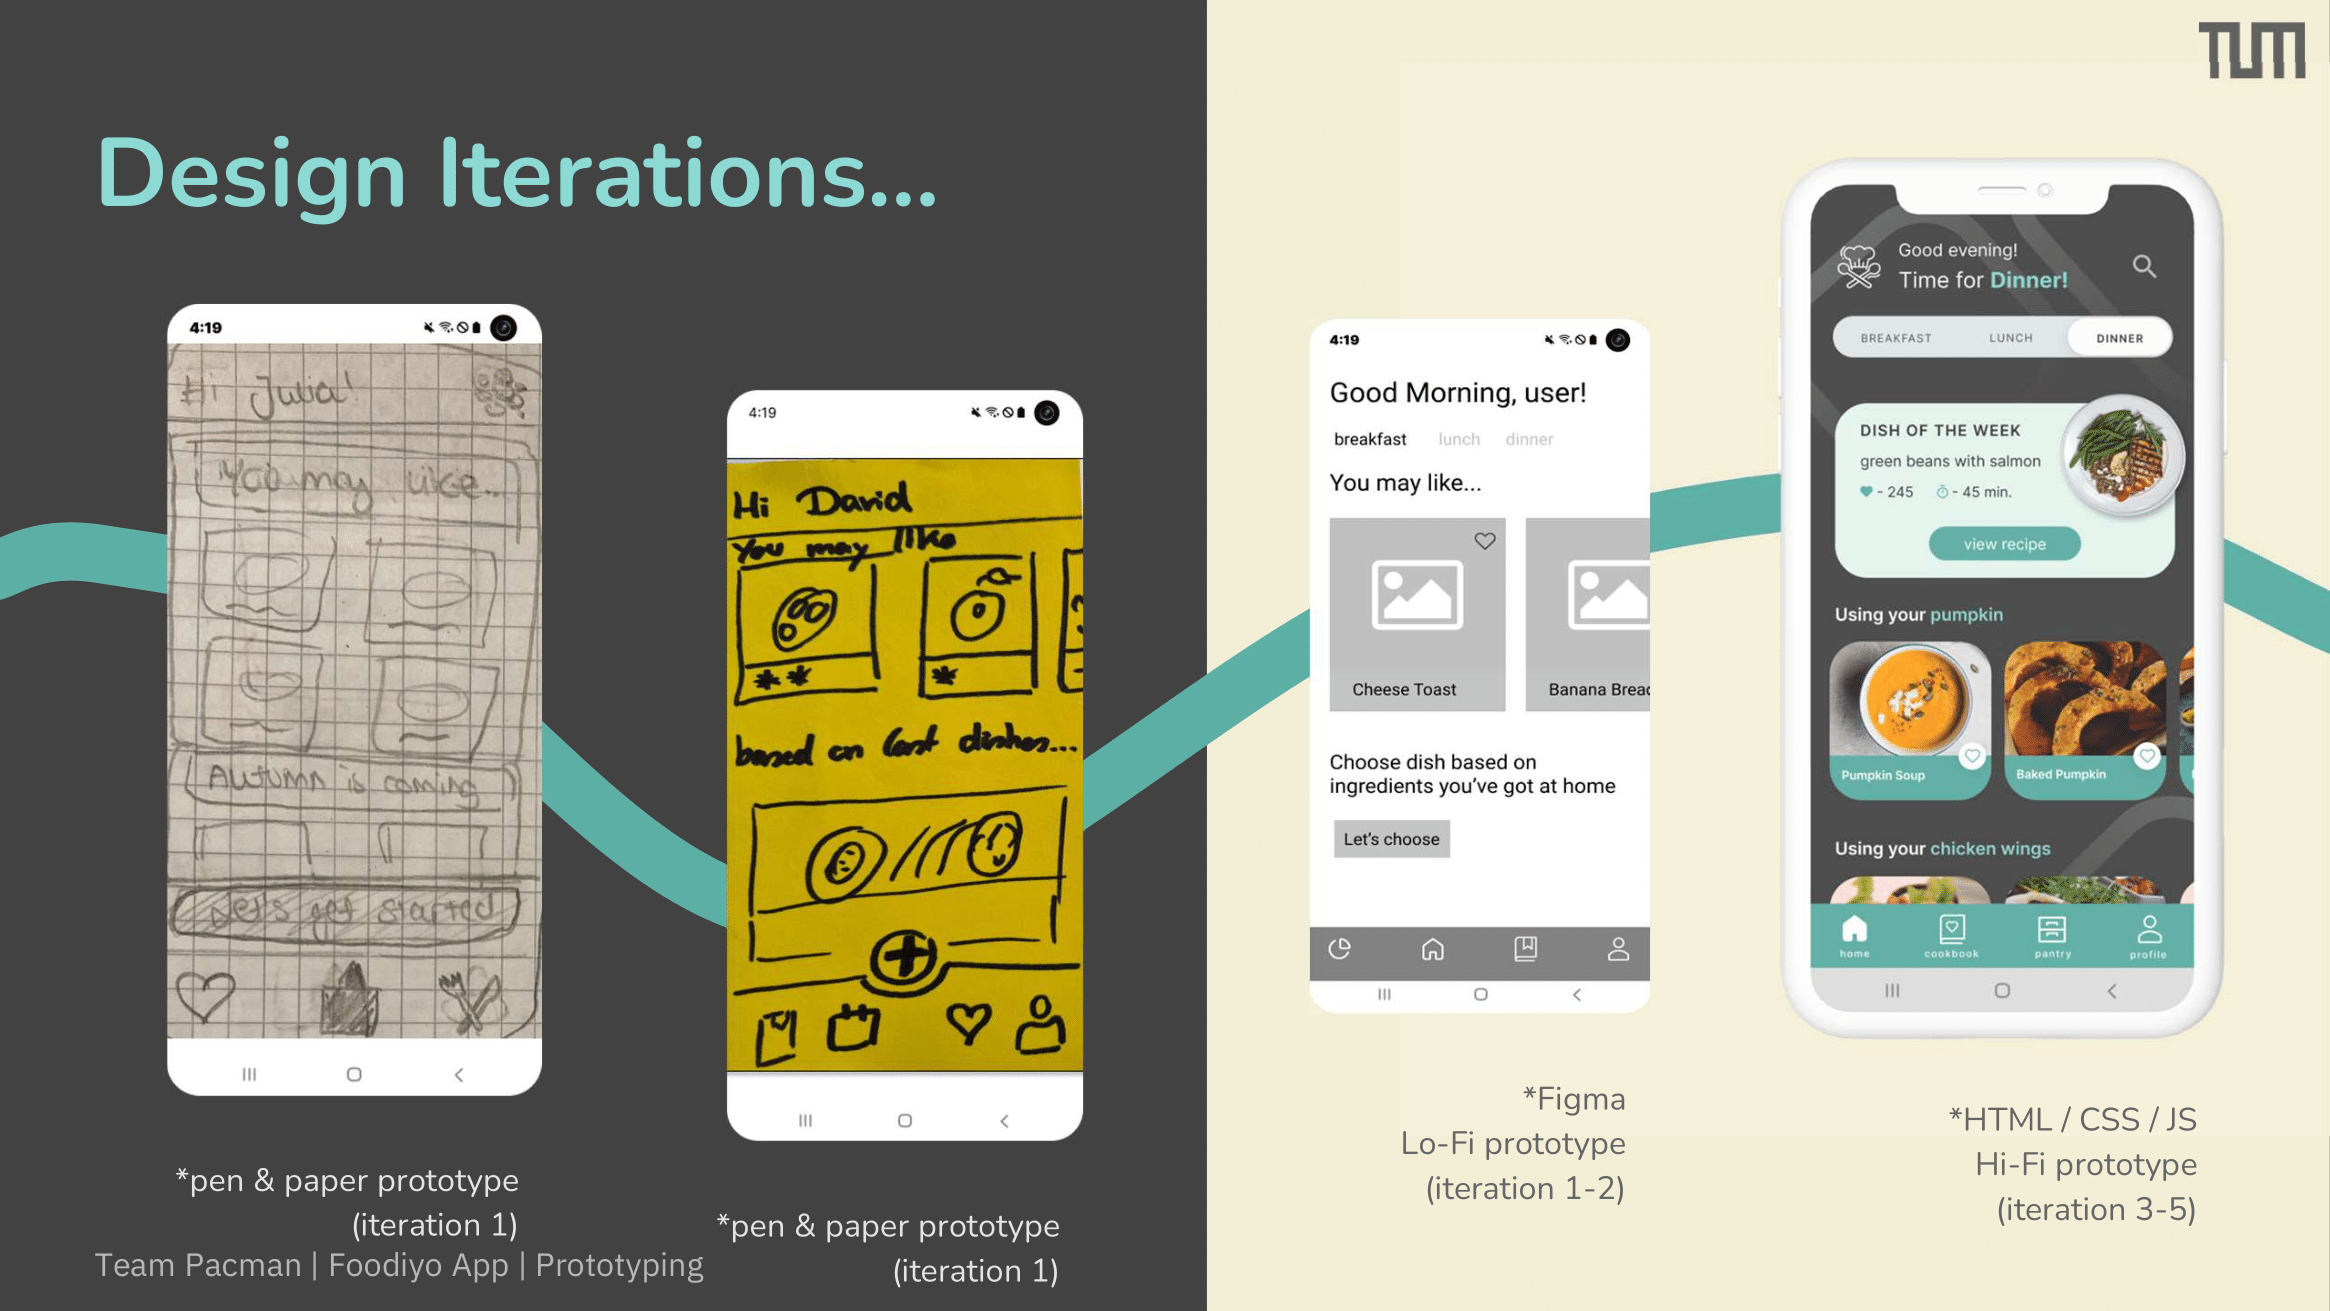 TUM
Design Iterations...
4:19
Hi Julia!
You may like...
Autumn is coming
Let's get started
*pen & paper prototype
(iteration 1)
4:19
Hi David
You may like
based on last dishes...
*pen & paper prototype
(iteration 1)
4:19
Good Morning, user!
breakfast lunch dinner
You may like...
Cheese Toast Banana Bread
Choose dish based on
ingredients you've got at home
Let's choose
*Figma
Lo-Fi prototype
(iteration 1-2)
Good evening!
Time for Dinner!
BREAKFAST LUNCH DINNER
DISH OF THE WEEK
green beans with salmon
- 245 - 45 min.
view recipe
Using your pumpkin
Pumpkin Soup Baked Pumpkin
Using your chicken wings
home cookbook pantry profile
*HTML / CSS / JS
Hi-Fi prototype
(iteration 3-5)
Team Pacman | Foodiyo App | Prototyping